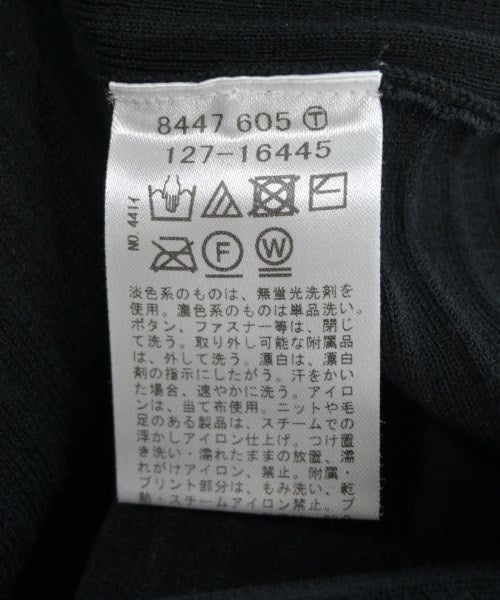 8447 605 Ⓣ
127-16445
NO.4414
F
W
淡色系のものは、無蛍光洗剤を
使用。濃色系のものは単品洗い。
ボタン、ファスナー等は、閉じ
て洗う。取り外し可能な附属品
は、外して洗う。漂白は、漂白
剤の指示にしたがう。汗をかい
た場合、速やかに洗う。アイロ
ンは、当て布使用。ニットや毛
足のある製品は、スチームでの
浮かしアイロン仕上げ。つけ置
き洗い・濡れたままの放置、濡
れがけアイロン、禁止。附属・
プリント部分は、もみ洗い、乾
熱・スチームアイロン禁止。プ